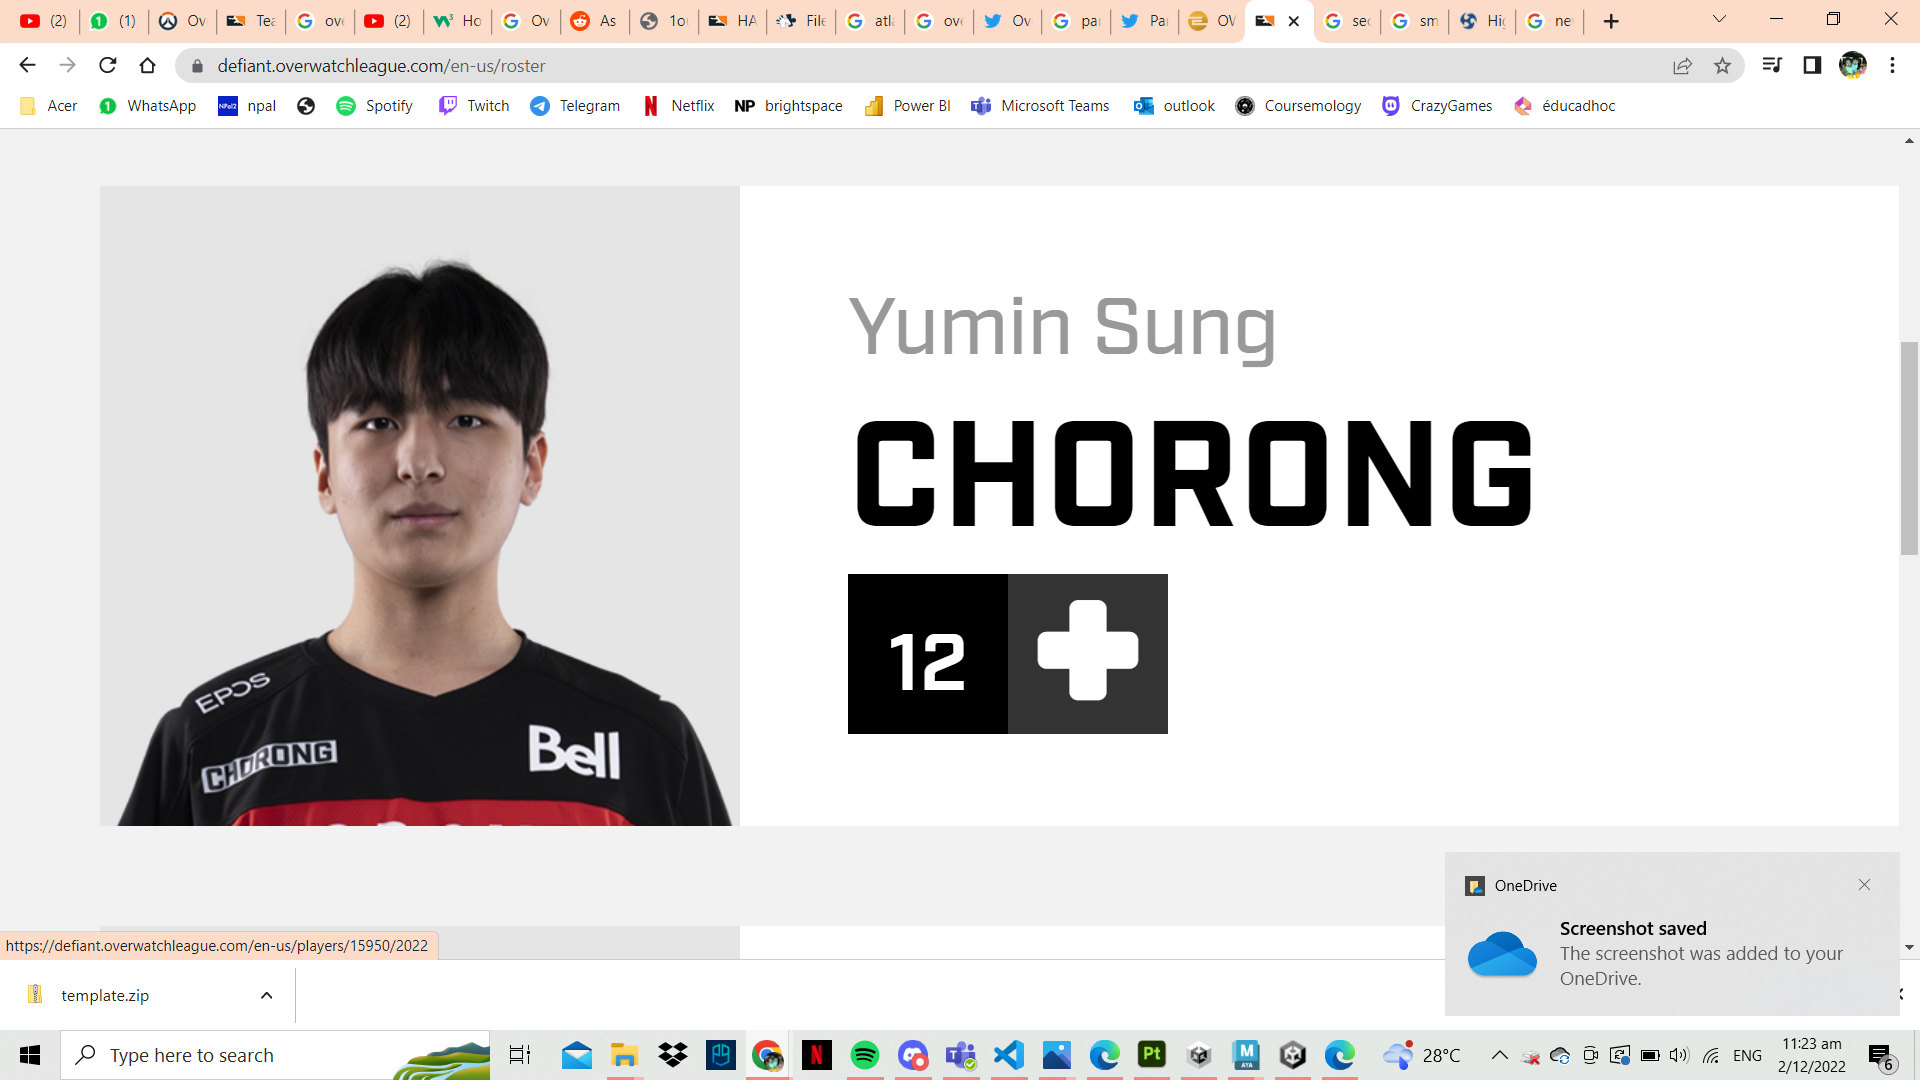 (2)
(1)
Ov
Tea
ove
(2)
Ho
Ov
As
1ou
HA
File
atla
ove
Ov
par
Par
OV
sec
sm
Hig
nev
defiant.overwatchleague.com/en-us/roster
Acer
WhatsApp
npal
Spotify
Twitch
Telegram
Netflix
NP brightspace
Power BI
Microsoft Teams
outlook
Coursemology
CrazyGames
éducadhoc
Yumin Sung
CHORONG
12
EPOS
CHORONG
Bell
OneDrive
Screenshot saved
The screenshot was added to your
OneDrive.
https://defiant.overwatchleague.com/en-us/players/15950/2022
template.zip
Type here to search
28°C
ENG
11:23 am
2/12/2022
6